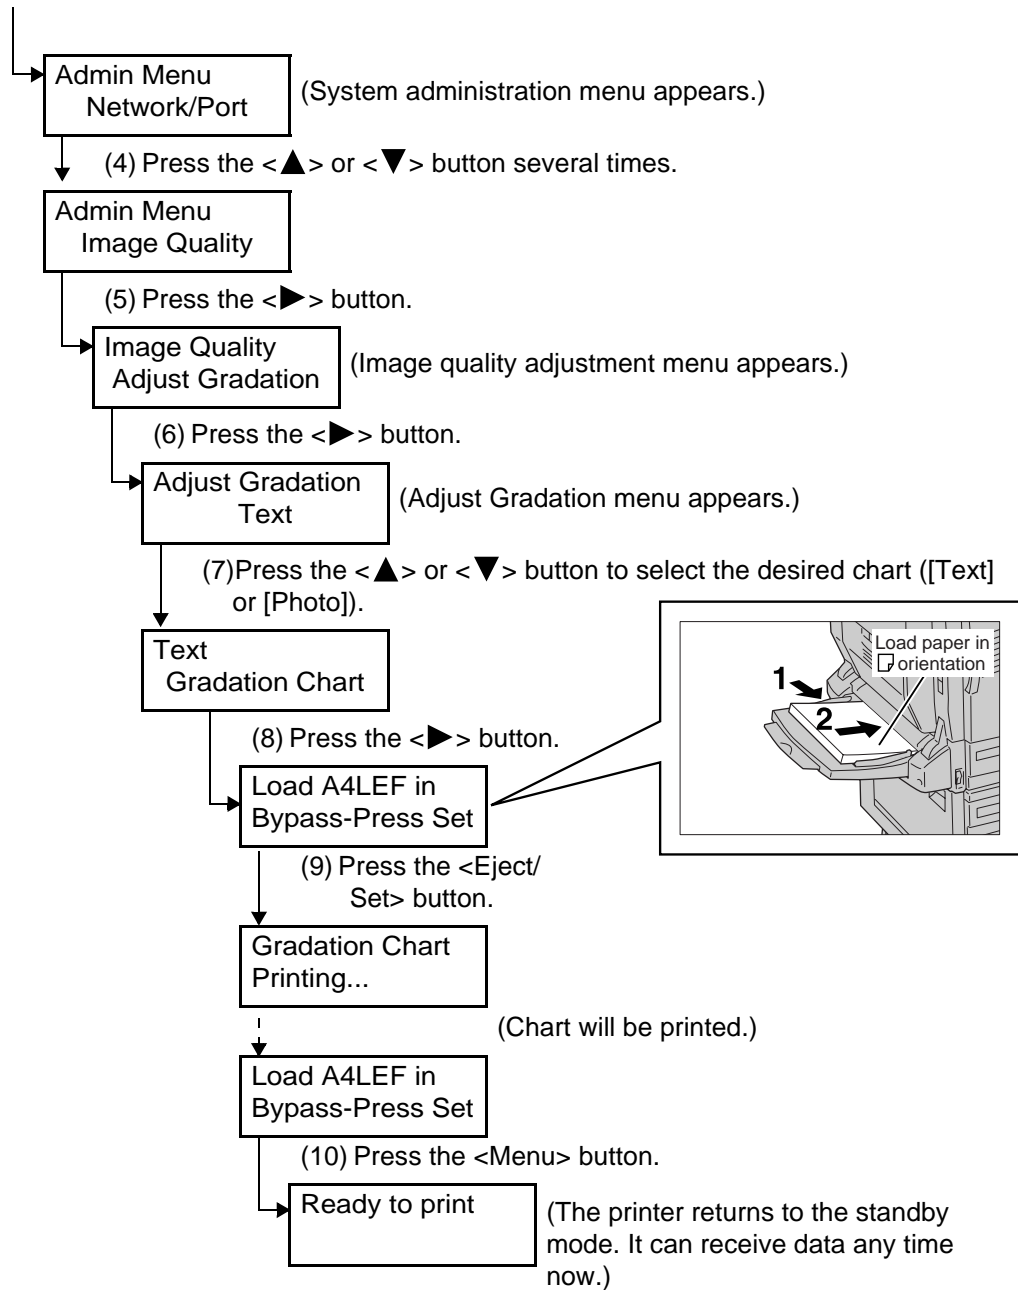 Admin Menu
Network/Port
(System administration menu appears.)
(4) Press the <▲> or <▼> button several times.
Admin Menu
Image Quality
(5) Press the <▶> button.
Image Quality
Adjust Gradation
(Image quality adjustment menu appears.)
(6) Press the <▶> button.
Adjust Gradation
Text
(Adjust Gradation menu appears.)
(7)Press the <▲> or <▼> button to select the desired chart ([Text]
or [Photo]).
Text
Gradation Chart
Load paper in
orientation
1
2
(8) Press the <▶> button.
Load A4LEF in
Bypass-Press Set
(9) Press the <Eject/
Set> button.
Gradation Chart
Printing...
(Chart will be printed.)
Load A4LEF in
Bypass-Press Set
(10) Press the <Menu> button.
Ready to print
(The printer returns to the standby
mode. It can receive data any time
now.)